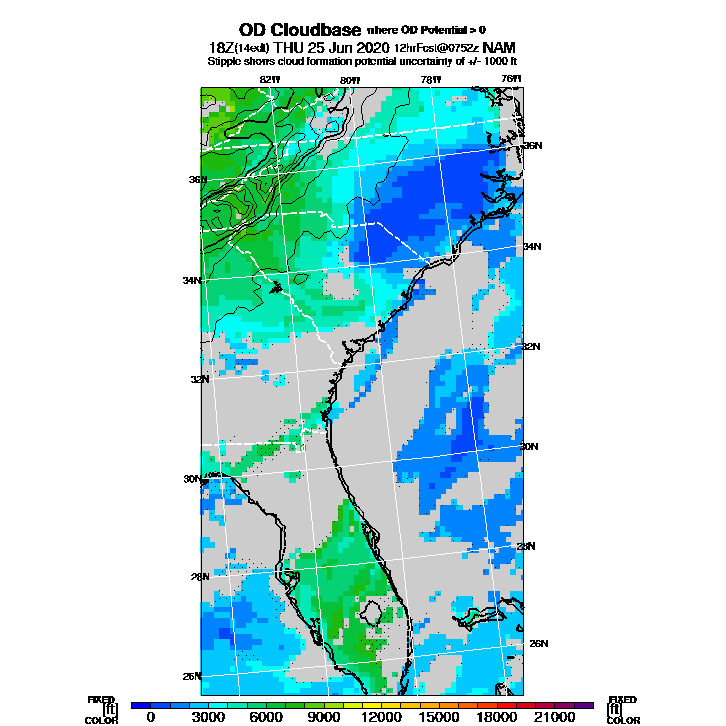 OD Cloudbase where OD Potential > 0
18Z(14edt) THU 25 Jun 2020 12hrFcst@0752z NAM
Stipple shows cloud formation potential uncertainty of +/- 1000 ft
82W 80W 78W 76W
36N 36N
34N 34N
32N 32N
30N 30N
28N 28N
26N 26N
FIXED FIXED
[ft] [ft]
COLOR COLOR
0 3000 6000 9000 12000 15000 18000 21000